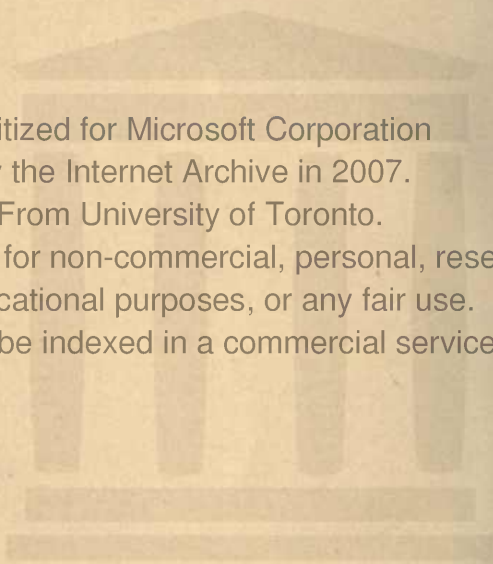 itized for Microsoft Corporation
the Internet Archive in 2007.
From University of Toronto.
for non-commercial, personal, rese
cational purposes, or any fair use.
be indexed in a commercial service